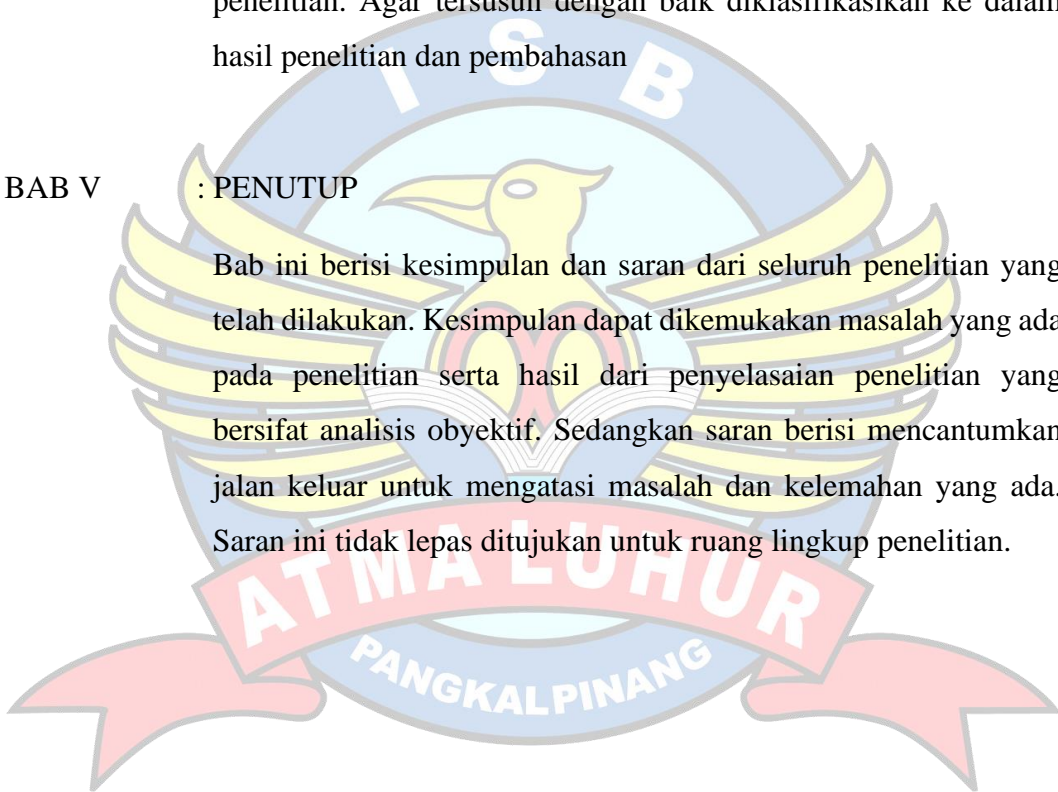 penelitian. Agar tersusun dengan baik diklasifikasikan ke dalam
hasil penelitian dan pembahasan
I S B
BAB V : PENUTUP
Bab ini berisi kesimpulan dan saran dari seluruh penelitian yang
telah dilakukan. Kesimpulan dapat dikemukakan masalah yang ada
pada penelitian serta hasil dari penyelasaian penelitian yang
bersifat analisis obyektif. Sedangkan saran berisi mencantumkan
jalan keluar untuk mengatasi masalah dan kelemahan yang ada.
Saran ini tidak lepas ditujukan untuk ruang lingkup penelitian.
ATMA LUHUR
PANGKALPINANG